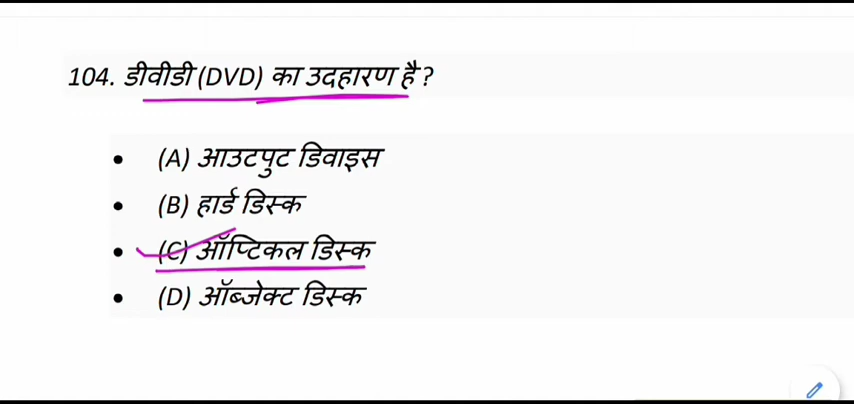 104. डीवीडी (DVD) का उदहारण है?
• (A) आउटपुट डिवाइस
• (B) हार्ड डिस्क
• (C) ऑप्टिकल डिस्क
• (D) ऑब्जेक्ट डिस्क